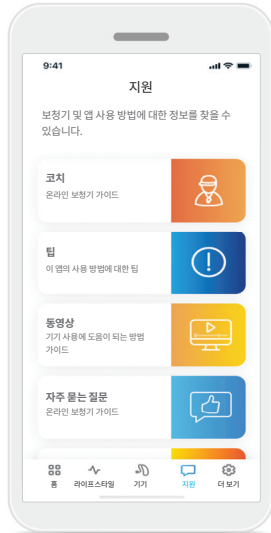 9:41
지원
보청기 및 앱 사용 방법에 대한 정보를 찾을 수
있습니다.
코치
온라인 보청기 가이드
팁
이 앱의 사용 방법에 대한 팁
동영상
기기 사용에 도움이 되는 방법
가이드
자주 묻는 질문
온라인 보청기 가이드
홈 라이프스타일 기기 지원 더 보기